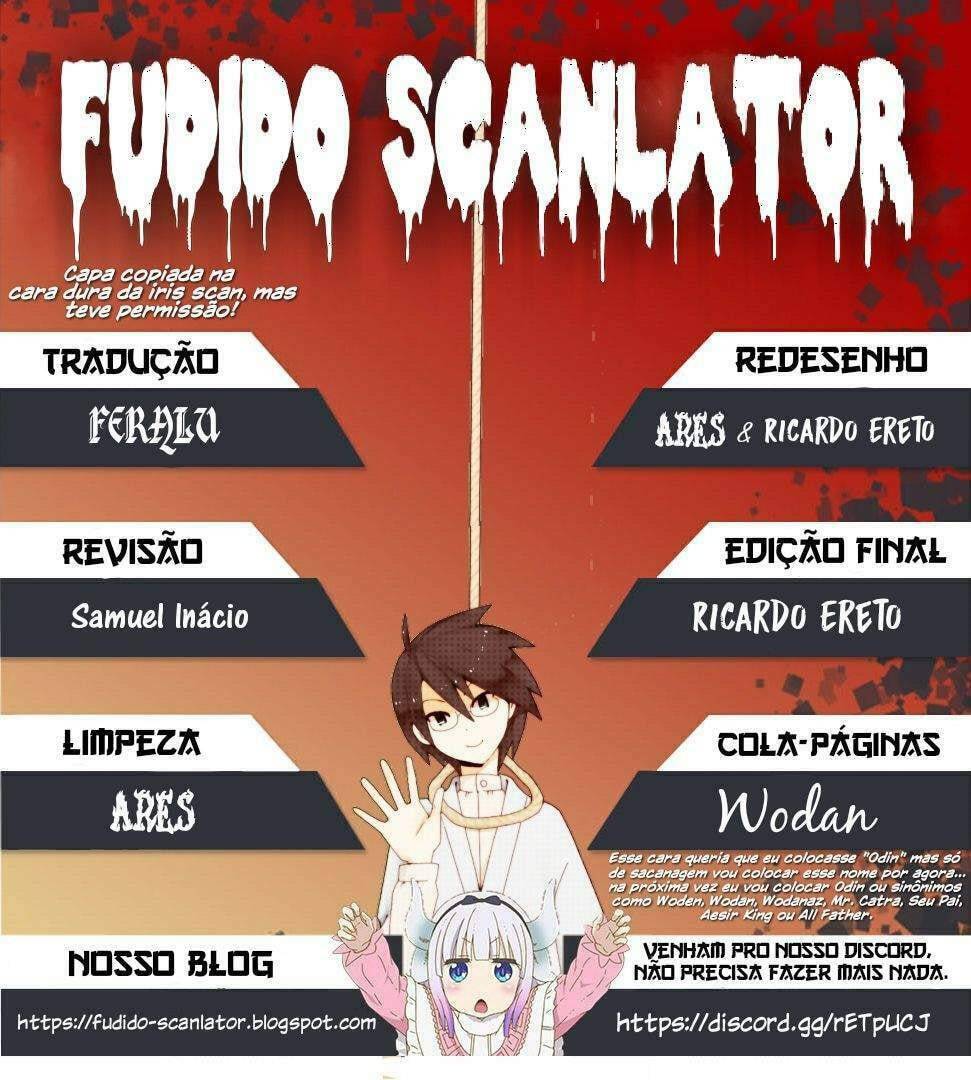 FUDIDO SCANLATOR
Capa copiada na
cara dura da íris scan, mas
teve permissão!
TRADUÇÃO
FERALU
REDESENHO
ARES & RICARDO ERETO
REVISÃO
Samuel Inácio
EDIÇÃO FINAL
RICARDO ERETO
LIMPEZA
ARES
COLA-PÁGINAS
Wodan
Esse cara queria que eu colocasse "Odin" mas só
de sacanagem vou colocar esse nome por agora...
na próxima vez eu vou colocar Odin ou sinônimos
como Woden, Wodan, Wodanaz, Mr. Catra, Seu Pai,
Aesir King ou All Father.
NOSSO BLOG
https://fudido-scanlator.blogspot.com
VENHAM PRO NOSSO DISCORD,
NÃO PRECISA FAZER MAIS NADA.
https://discord.gg/rETpUCJ